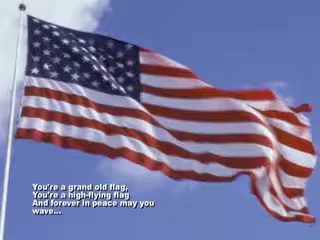 You're a grand old flag,
You're a high-flying flag
And forever in peace may you
wave...